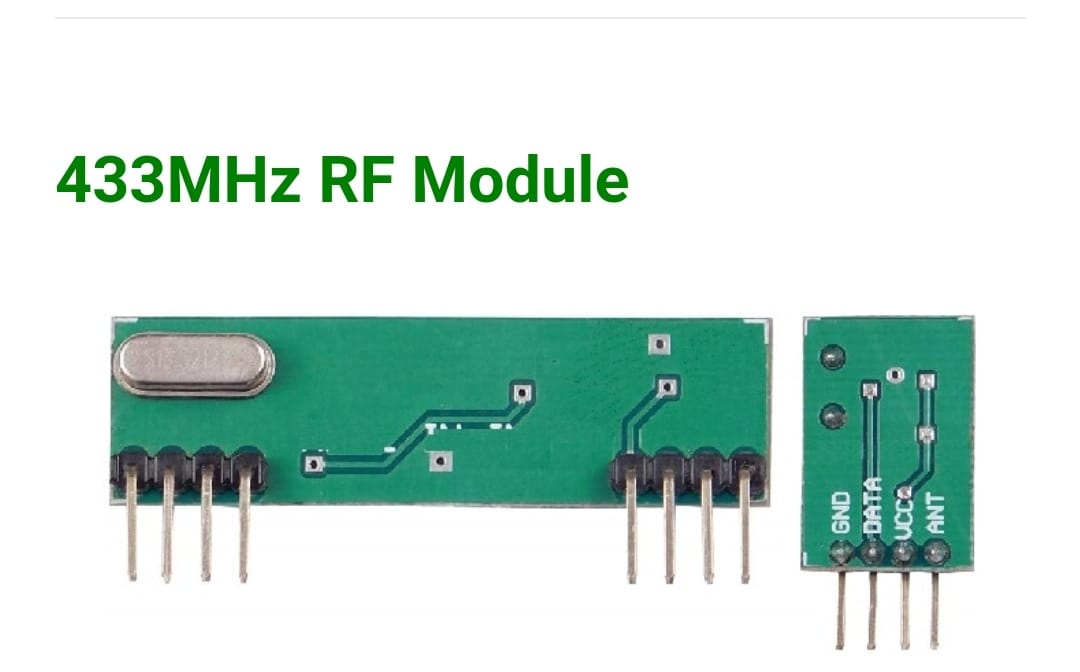 433MHz RF Module
GND
DATA
VCC
ANT